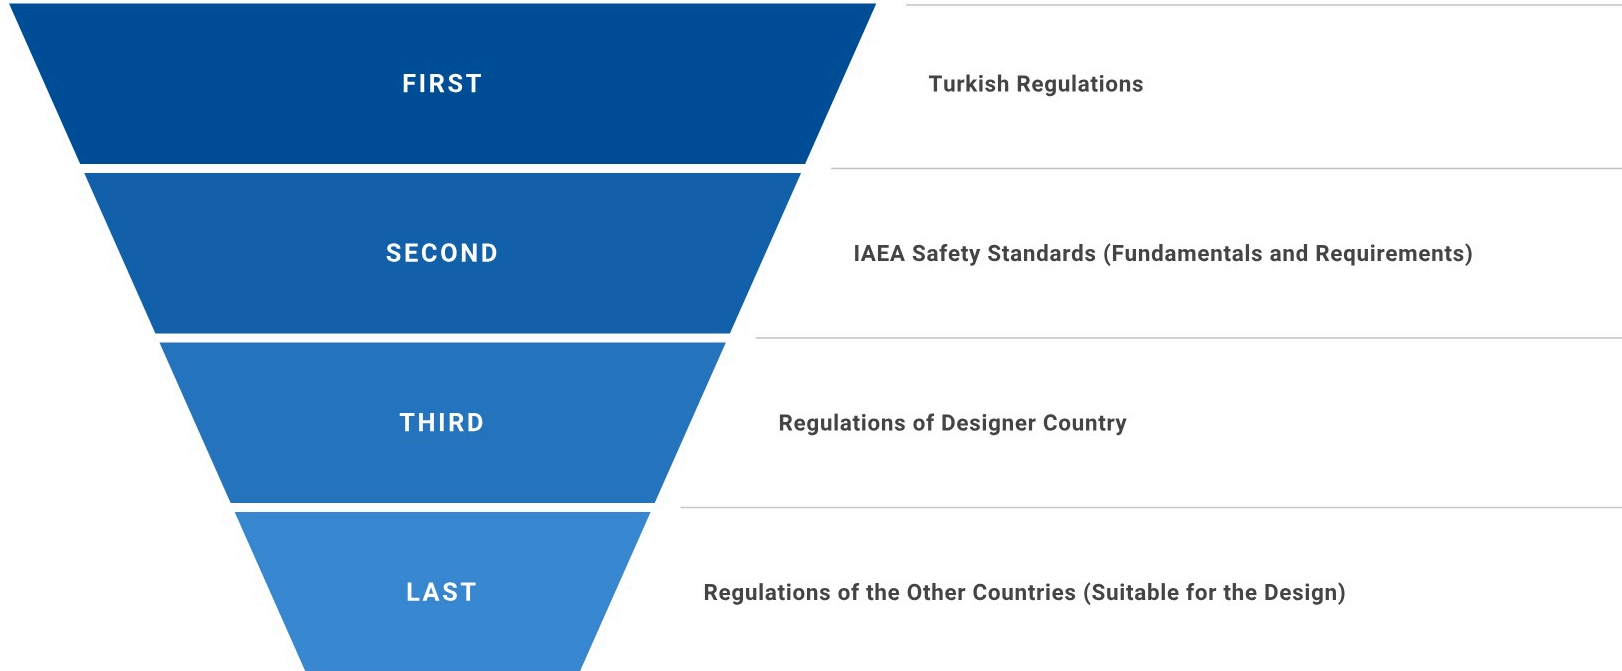 FIRST
Turkish Regulations
SECOND
IAEA Safety Standards (Fundamentals and Requirements)
THIRD
Regulations of Designer Country
LAST
Regulations of the Other Countries (Suitable for the Design)